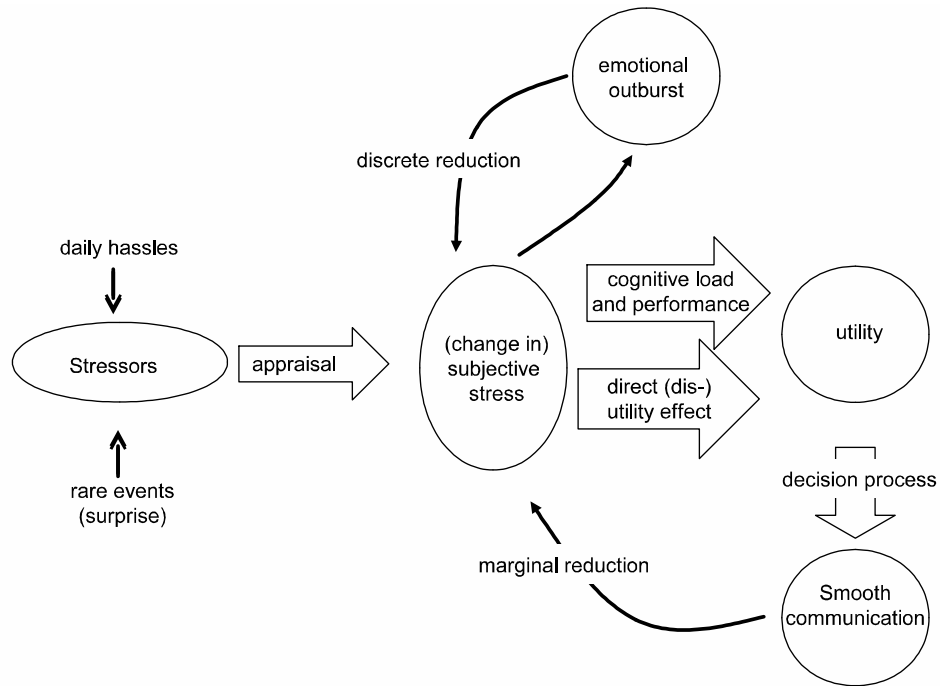 emotional
outburst
discrete reduction
daily hassles
Stressors
appraisal
(change in)
subjective
stress
cognitive load
and performance
direct (dis-)
utility effect
utility
rare events
(surprise)
decision process
marginal reduction
Smooth
communication